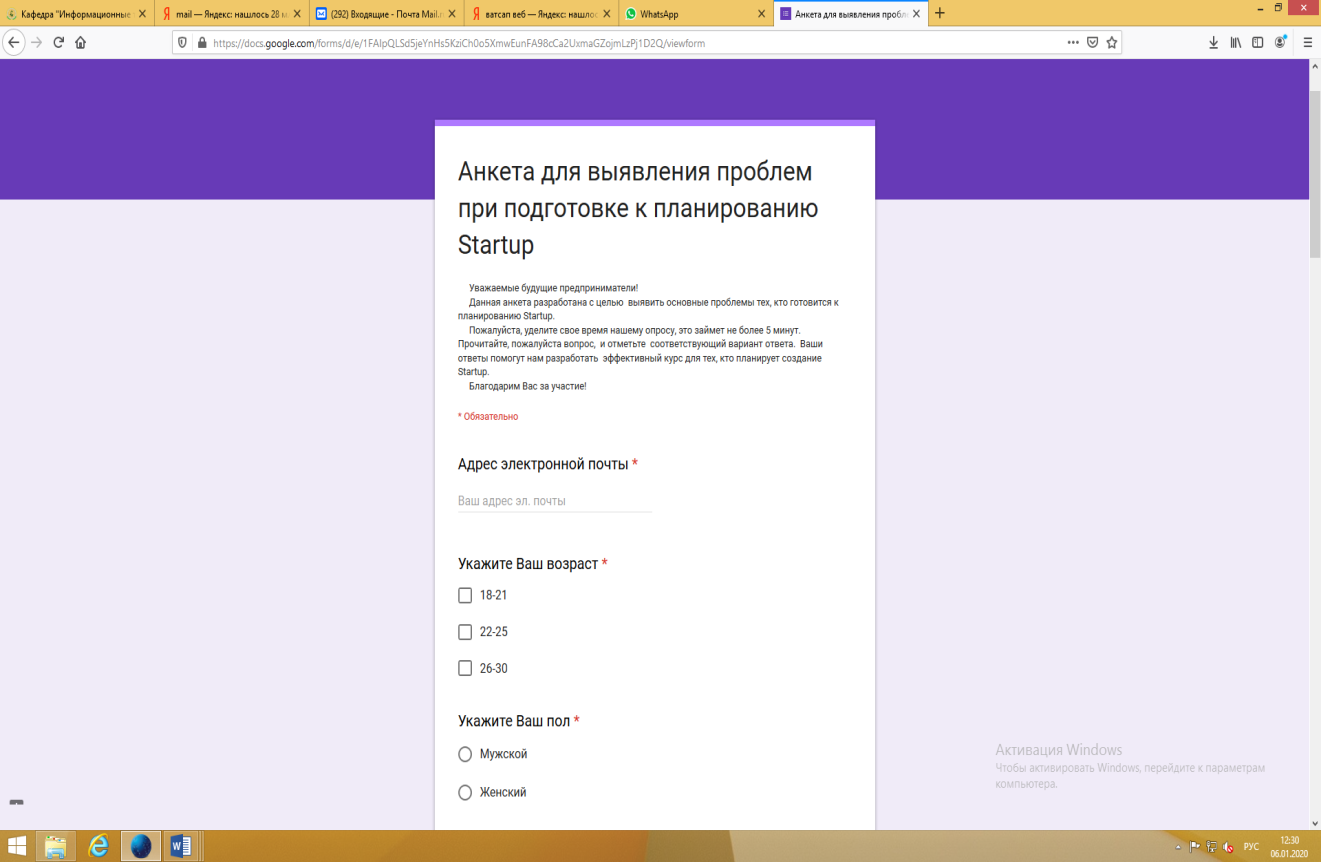 Кафедра "Информационные
mail — Яндекс: нашлось 28 м
(292) Входящие - Почта Mail.r
ватсап веб — Яндекс: нашлос
WhatsApp
Анкета для выявления пробле
https://docs.google.com/forms/d/e/1FAIpQLSd5jeYnHs5KziCh0o5XmwEunFA98cCa2UxmaGZojmLzPj1D2Q/viewform
Анкета для выявления проблем
при подготовке к планированию
Startup
Уважаемые будущие предприниматели!
Данная анкета разработана с целью выявить основные проблемы тех, кто готовится к
планированию Startup.
Пожалуйста, уделите свое время нашему опросу, это займет не более 5 минут.
Прочитайте, пожалуйста вопрос, и отметьте соответствующий вариант ответа. Ваши
ответы помогут нам разработать эффективный курс для тех, кто планирует создание
Startup.
Благодарим Вас за участие!
* Обязательно
Адрес электронной почты *
Ваш адрес эл. почты
Укажите Ваш возраст *
18-21
22-25
26-30
Укажите Ваш пол *
Мужской
Женский
Активация Windows
Чтобы активировать Windows, перейдите к параметрам
компьютера.
РУС
12:30
06.01.2020